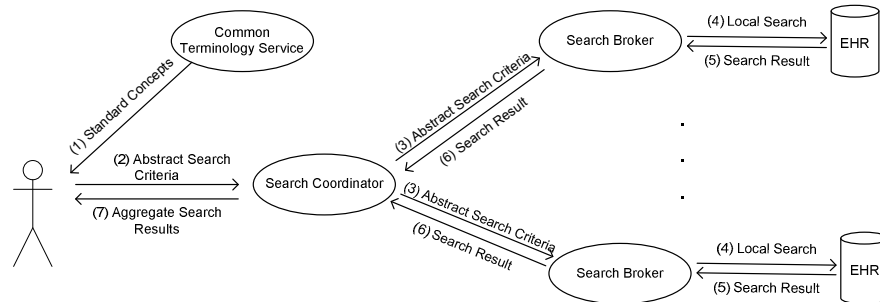 Common
Terminology Service
(1) Standard Concepts
(2) Abstract Search
Criteria
(7) Aggregate Search
Results
Search Coordinator
(3) Abstract Search Criteria
(6) Search Result
(3) Abstract Search Criteria
(6) Search Result
Search Broker
(4) Local Search
(5) Search Result
EHR
Search Broker
(4) Local Search
(5) Search Result
EHR